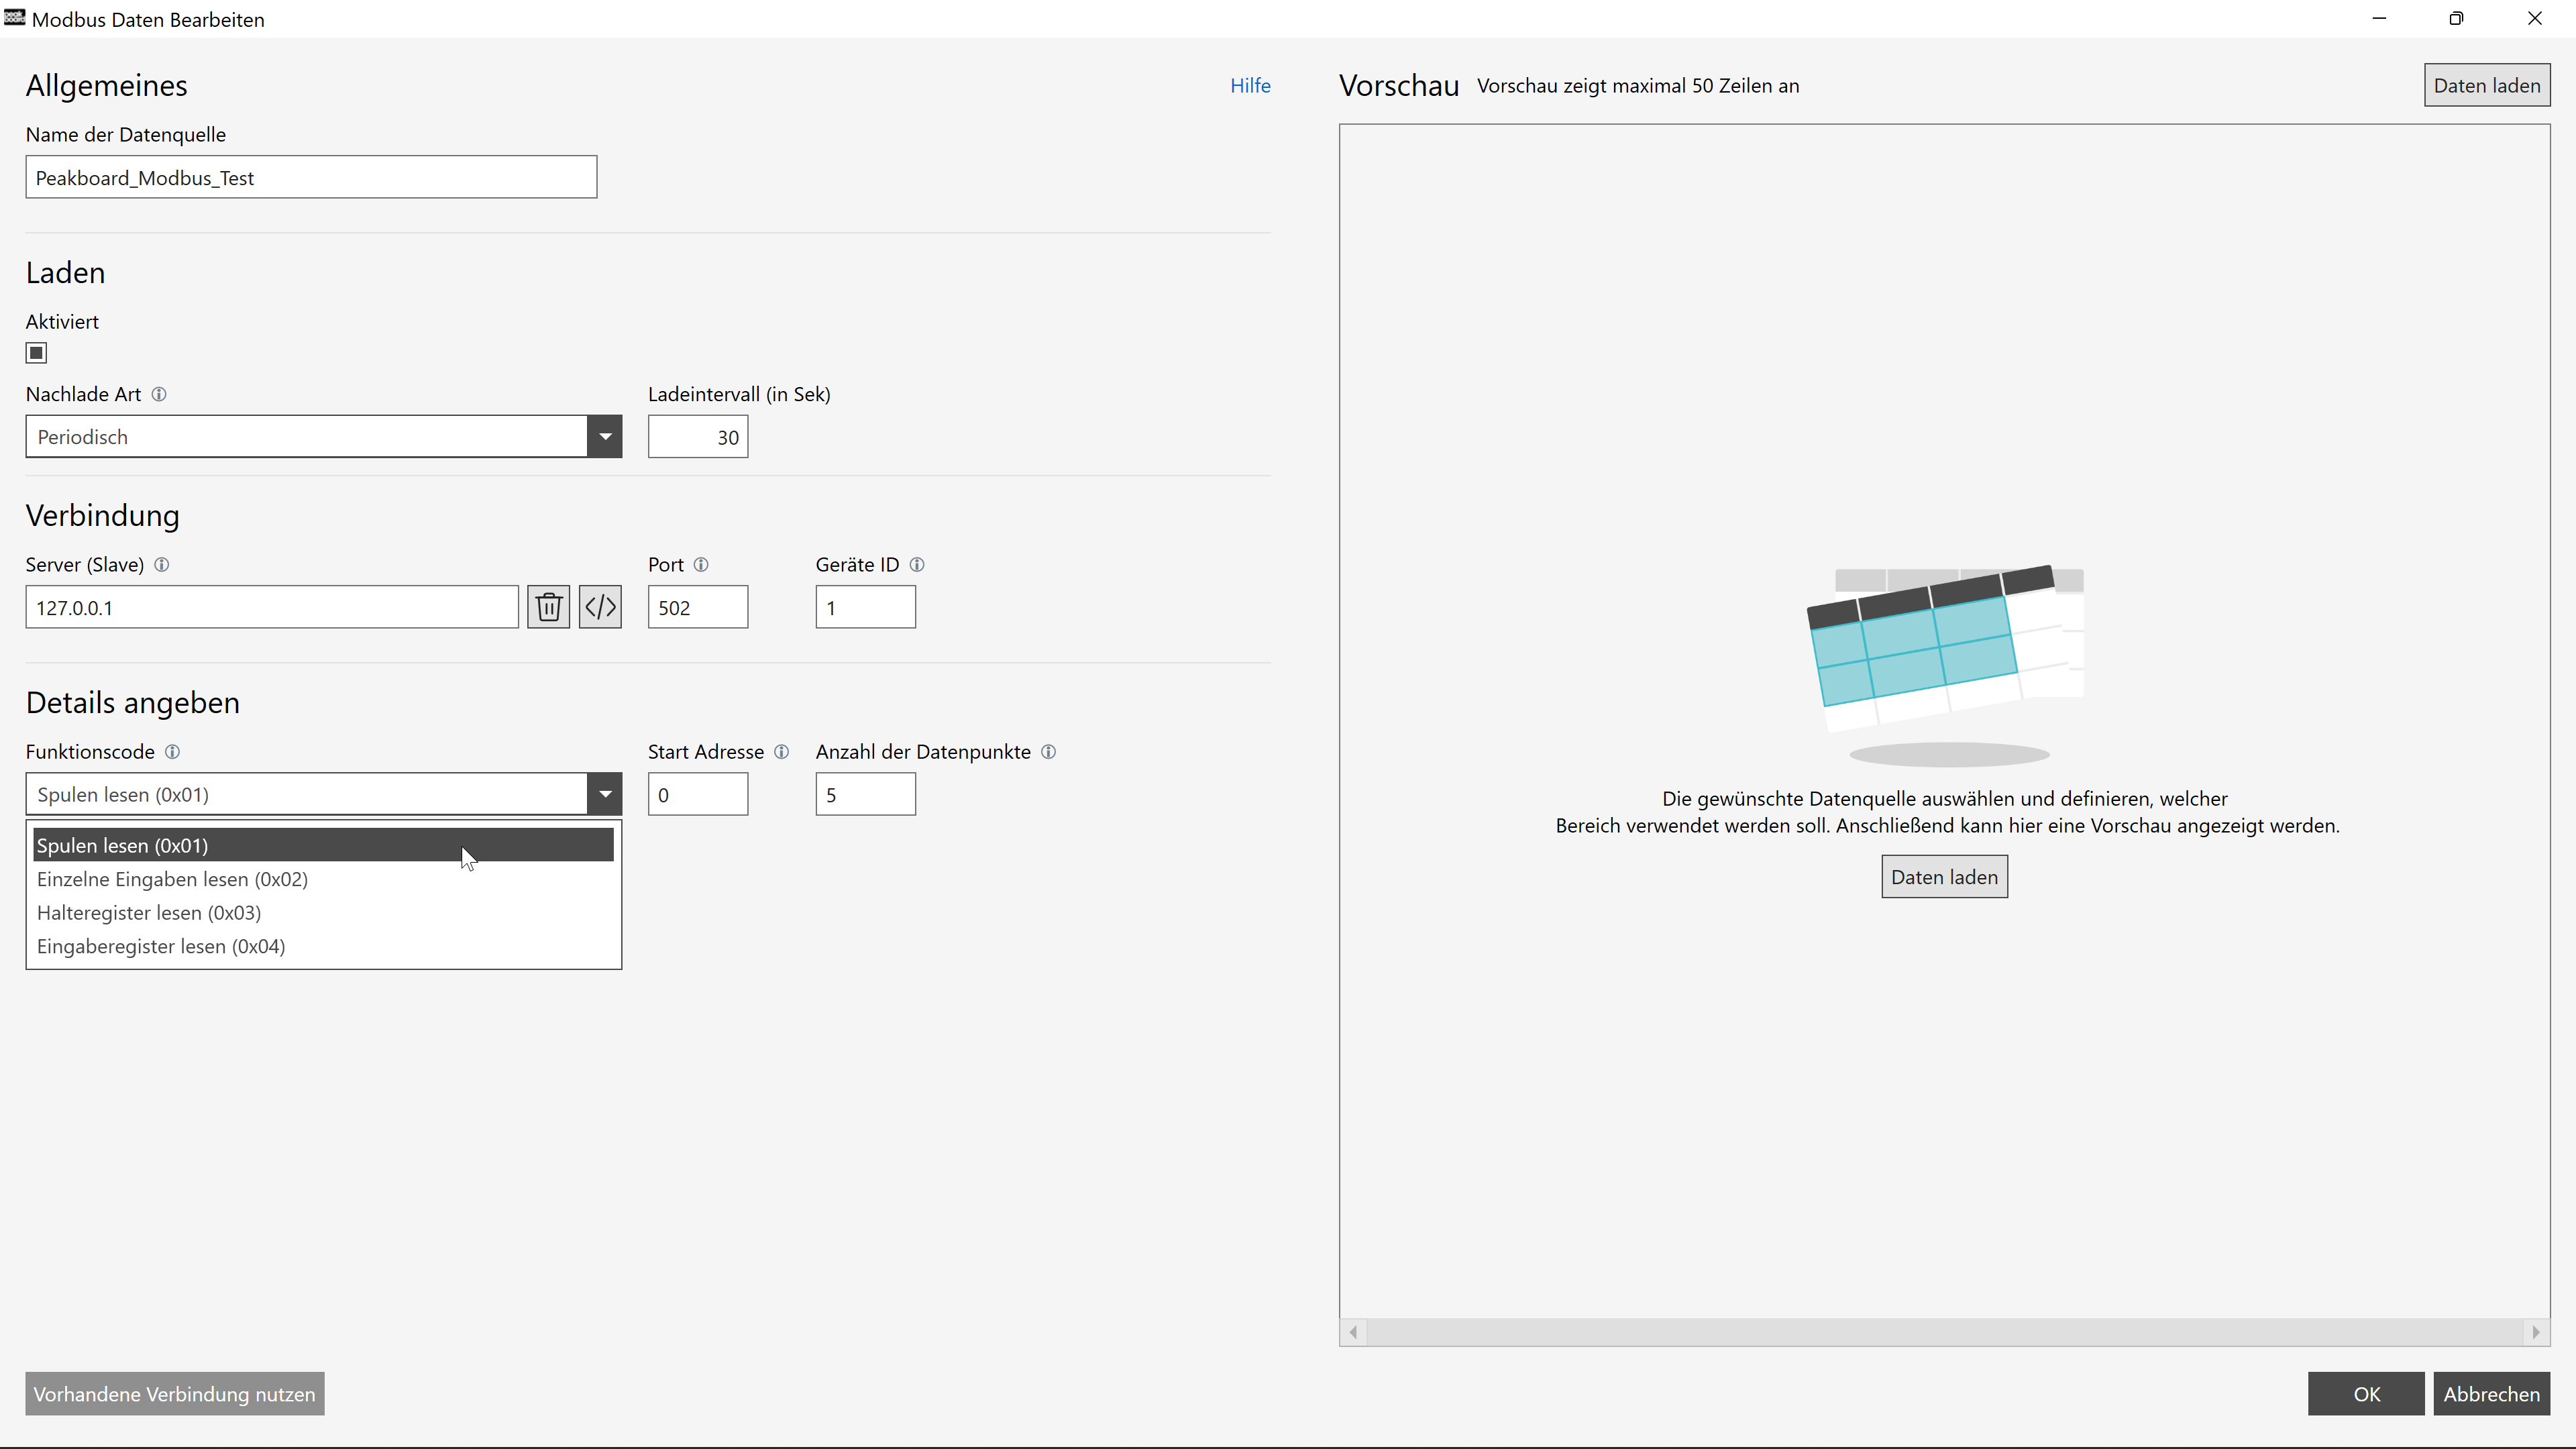 Modbus Daten Bearbeiten
Allgemeines
Hilfe
Name der Datenquelle
Peakboard_Modbus_Test
Laden
Aktiviert
Nachlade Art
Ladeintervall (in Sek)
Periodisch
30
Verbindung
Server (Slave)
Port
Geräte ID
127.0.0.1
502
1
Details angeben
Funktionscode
Start Adresse
Anzahl der Datenpunkte
Spulen lesen (0x01)
0
5
Spulen lesen (0x01)
Einzelne Eingaben lesen (0x02)
Halteregister lesen (0x03)
Eingaberegister lesen (0x04)
Vorhandene Verbindung nutzen
Vorschau
Vorschau zeigt maximal 50 Zeilen an
Daten laden
Die gewünschte Datenquelle auswählen und definieren, welcher
Bereich verwendet werden soll. Anschließend kann hier eine Vorschau angezeigt werden.
Daten laden
OK
Abbrechen